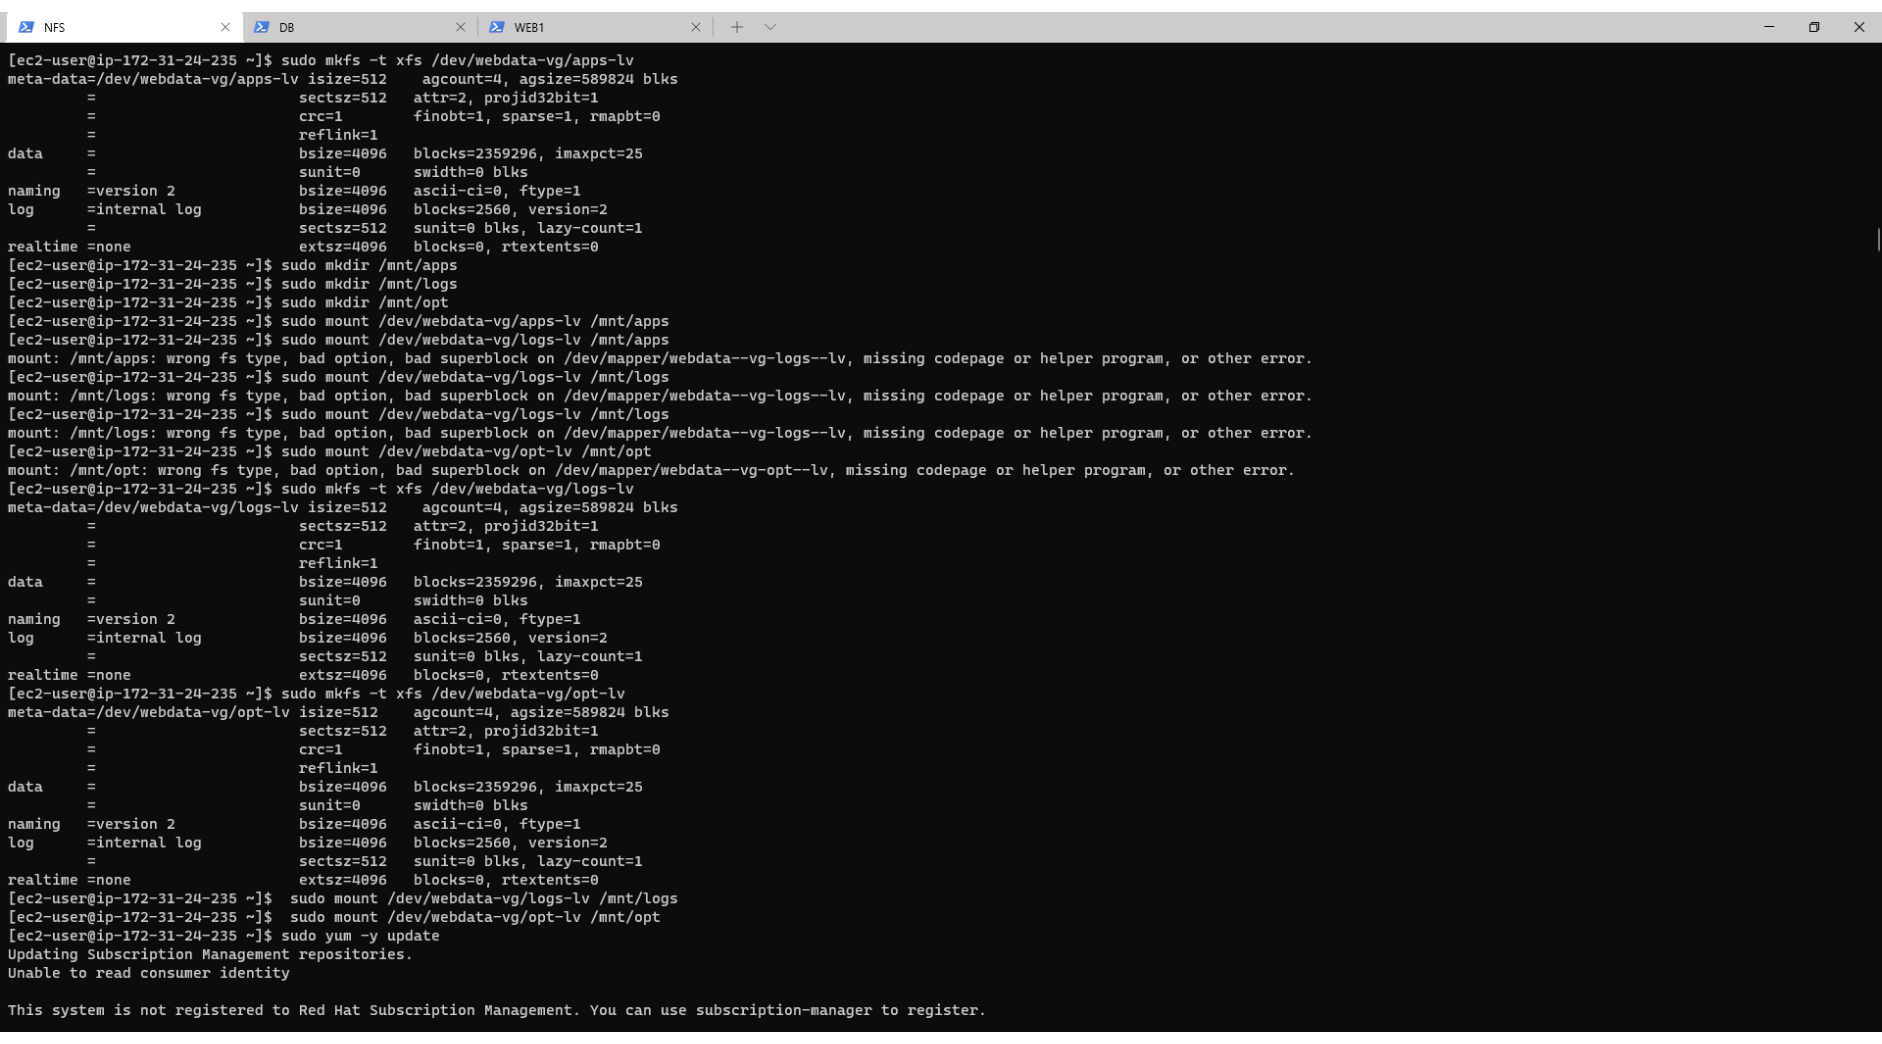 NFS DB WEB1
[ec2-user@ip-172-31-24-235 ~]$ sudo mkfs -t xfs /dev/webdata-vg/apps-lv
meta-data=/dev/webdata-vg/apps-lv isize=512    agcount=4, agsize=589824 blks
         =                       sectsz=512   attr=2, projid32bit=1
         =                       crc=1        finobt=1, sparse=1, rmapbt=0
         =                       reflink=1
data     =                       bsize=4096   blocks=2359296, imaxpct=25
         =                       sunit=0      swidth=0 blks
naming   =version 2              bsize=4096   ascii-ci=0, ftype=1
log      =internal log           bsize=4096   blocks=2560, version=2
         =                       sectsz=512   sunit=0 blks, lazy-count=1
realtime =none                   extsz=4096   blocks=0, rtextents=0
[ec2-user@ip-172-31-24-235 ~]$ sudo mkdir /mnt/apps
[ec2-user@ip-172-31-24-235 ~]$ sudo mkdir /mnt/logs
[ec2-user@ip-172-31-24-235 ~]$ sudo mkdir /mnt/opt
[ec2-user@ip-172-31-24-235 ~]$ sudo mount /dev/webdata-vg/apps-lv /mnt/apps
[ec2-user@ip-172-31-24-235 ~]$ sudo mount /dev/webdata-vg/logs-lv /mnt/apps
mount: /mnt/apps: wrong fs type, bad option, bad superblock on /dev/mapper/webdata--vg-logs--lv, missing codepage or helper program, or other error.
[ec2-user@ip-172-31-24-235 ~]$ sudo mount /dev/webdata-vg/logs-lv /mnt/logs
mount: /mnt/logs: wrong fs type, bad option, bad superblock on /dev/mapper/webdata--vg-logs--lv, missing codepage or helper program, or other error.
[ec2-user@ip-172-31-24-235 ~]$ sudo mount /dev/webdata-vg/logs-lv /mnt/logs
mount: /mnt/logs: wrong fs type, bad option, bad superblock on /dev/mapper/webdata--vg-logs--lv, missing codepage or helper program, or other error.
[ec2-user@ip-172-31-24-235 ~]$ sudo mount /dev/webdata-vg/opt-lv /mnt/opt
mount: /mnt/opt: wrong fs type, bad option, bad superblock on /dev/mapper/webdata--vg-opt--lv, missing codepage or helper program, or other error.
[ec2-user@ip-172-31-24-235 ~]$ sudo mkfs -t xfs /dev/webdata-vg/logs-lv
meta-data=/dev/webdata-vg/logs-lv isize=512    agcount=4, agsize=589824 blks
         =                       sectsz=512   attr=2, projid32bit=1
         =                       crc=1        finobt=1, sparse=1, rmapbt=0
         =                       reflink=1
data     =                       bsize=4096   blocks=2359296, imaxpct=25
         =                       sunit=0      swidth=0 blks
naming   =version 2              bsize=4096   ascii-ci=0, ftype=1
log      =internal log           bsize=4096   blocks=2560, version=2
         =                       sectsz=512   sunit=0 blks, lazy-count=1
realtime =none                   extsz=4096   blocks=0, rtextents=0
[ec2-user@ip-172-31-24-235 ~]$ sudo mkfs -t xfs /dev/webdata-vg/opt-lv
meta-data=/dev/webdata-vg/opt-lv isize=512    agcount=4, agsize=589824 blks
         =                       sectsz=512   attr=2, projid32bit=1
         =                       crc=1        finobt=1, sparse=1, rmapbt=0
         =                       reflink=1
data     =                       bsize=4096   blocks=2359296, imaxpct=25
         =                       sunit=0      swidth=0 blks
naming   =version 2              bsize=4096   ascii-ci=0, ftype=1
log      =internal log           bsize=4096   blocks=2560, version=2
         =                       sectsz=512   sunit=0 blks, lazy-count=1
realtime =none                   extsz=4096   blocks=0, rtextents=0
[ec2-user@ip-172-31-24-235 ~]$  sudo mount /dev/webdata-vg/logs-lv /mnt/logs
[ec2-user@ip-172-31-24-235 ~]$  sudo mount /dev/webdata-vg/opt-lv /mnt/opt
[ec2-user@ip-172-31-24-235 ~]$ sudo yum -y update
Updating Subscription Management repositories.
Unable to read consumer identity
This system is not registered to Red Hat Subscription Management. You can use subscription-manager to register.